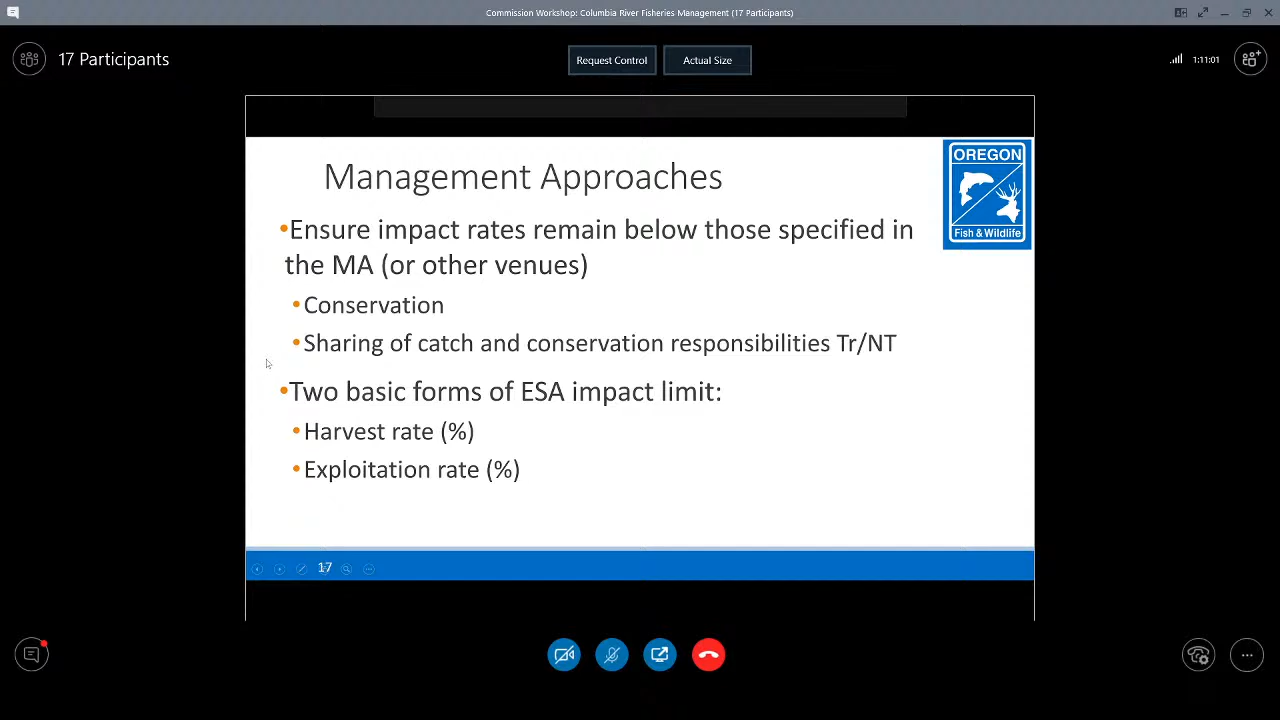 Commission Workshop: Columbia River Fisheries Management (17 Participants)
17 Participants
Request Control
Actual Size
1:11:01
Management Approaches
OREGON
Fish & Wildlife
•Ensure impact rates remain below those specified in
the MA (or other venues)
•Conservation
•Sharing of catch and conservation responsibilities Tr/NT
•Two basic forms of ESA impact limit:
•Harvest rate (%)
•Exploitation rate (%)
17